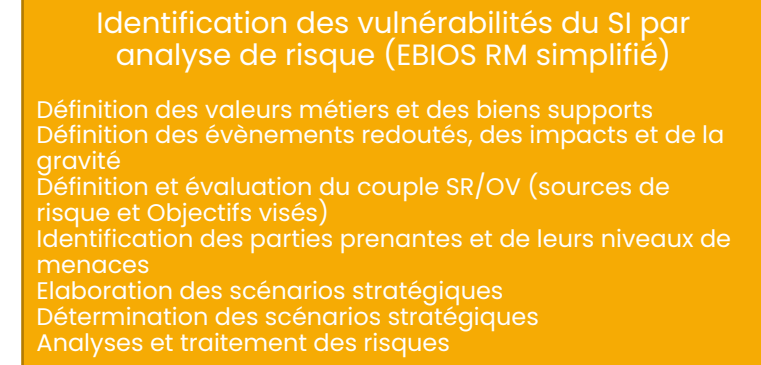 Identification des vulnérabilités du SI par
analyse de risque (EBIOS RM simplifié)
Définition des valeurs métiers et des biens supports
Définition des évènements redoutés, des impacts et de la
gravité
Définition et évaluation du couple SR/OV (sources de
risque et Objectifs visés)
Identification des parties prenantes et de leurs niveaux de
menaces
Elaboration des scénarios stratégiques
Détermination des scénarios stratégiques
Analyses et traitement des risques